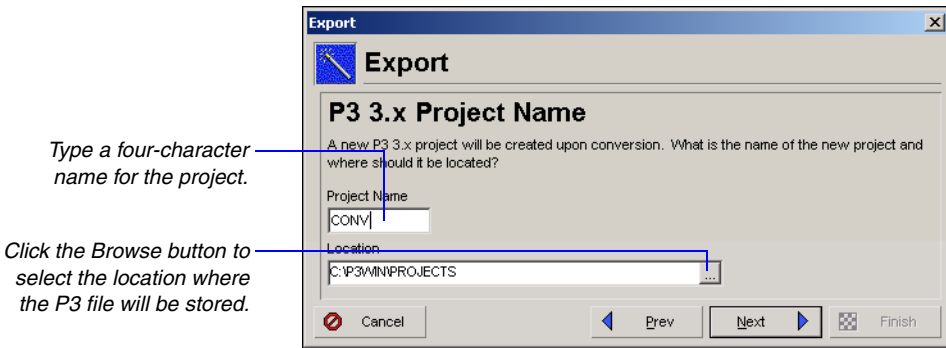 Export
Export
P3 3.x Project Name
A new P3 3.x project will be created upon conversion. What is the name of the new project and
where should it be located?
Type a four-character
name for the project.
Project Name
CONV
Click the Browse button to
select the location where
the P3 file will be stored.
Location
C:\P3WIN\PROJECTS
...
Cancel
Prev
Next
Finish